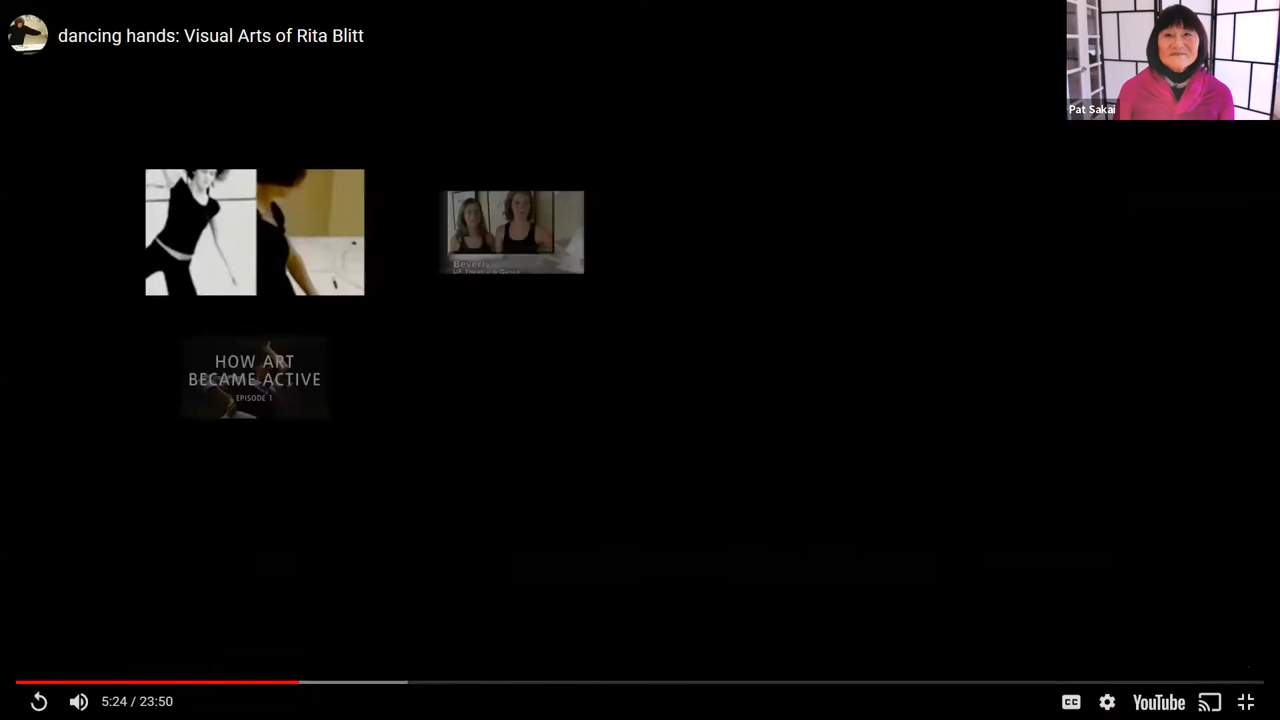 dancing hands: Visual Arts of Rita Blitt
Pat Sakai
Beverly
HOW ART
BECAME ACTIVE
EPISODE 1
5:24 / 23:50
CC
YouTube